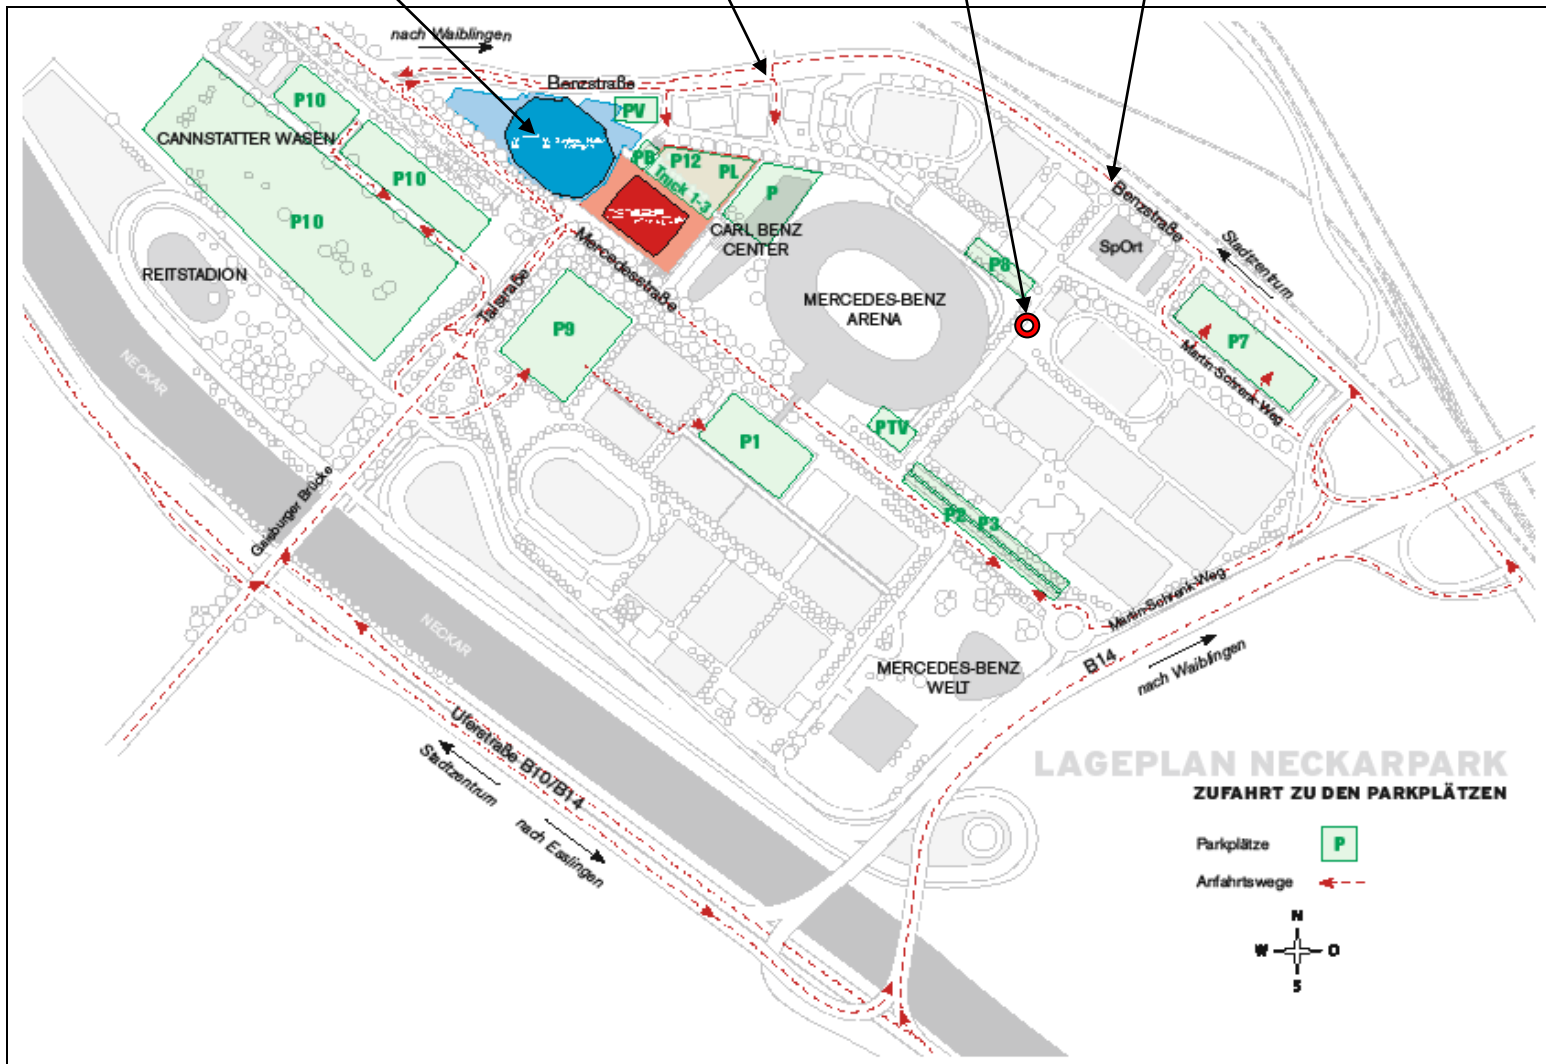 nach Waiblingen
Benzstraße
P10
PV
CANNSTATTER WASEN
PB
P12
PL
Truck 1-3
P
P10
P10
CARL BENZ
CENTER
Benzstraße
SpOrt
Stadtzentrum
REITSTADION
Talstraße
Mercedesstraße
P8
MERCEDES-BENZ
ARENA
P9
P7
Martin-Schrenk-Weg
NECKAR
PTV
P1
Gaisburger Brücke
P2
P3
Martin-Schrenk-Weg
NECKAR
B14
nach Waiblingen
MERCEDES-BENZ
WELT
Uferstraße B10/B14
Stadtzentrum
nach Esslingen
LAGEPLAN NECKARPARK
ZUFAHRT ZU DEN PARKPLÄTZEN
Parkplätze
P
Anfahrtswege
N
W
O
S